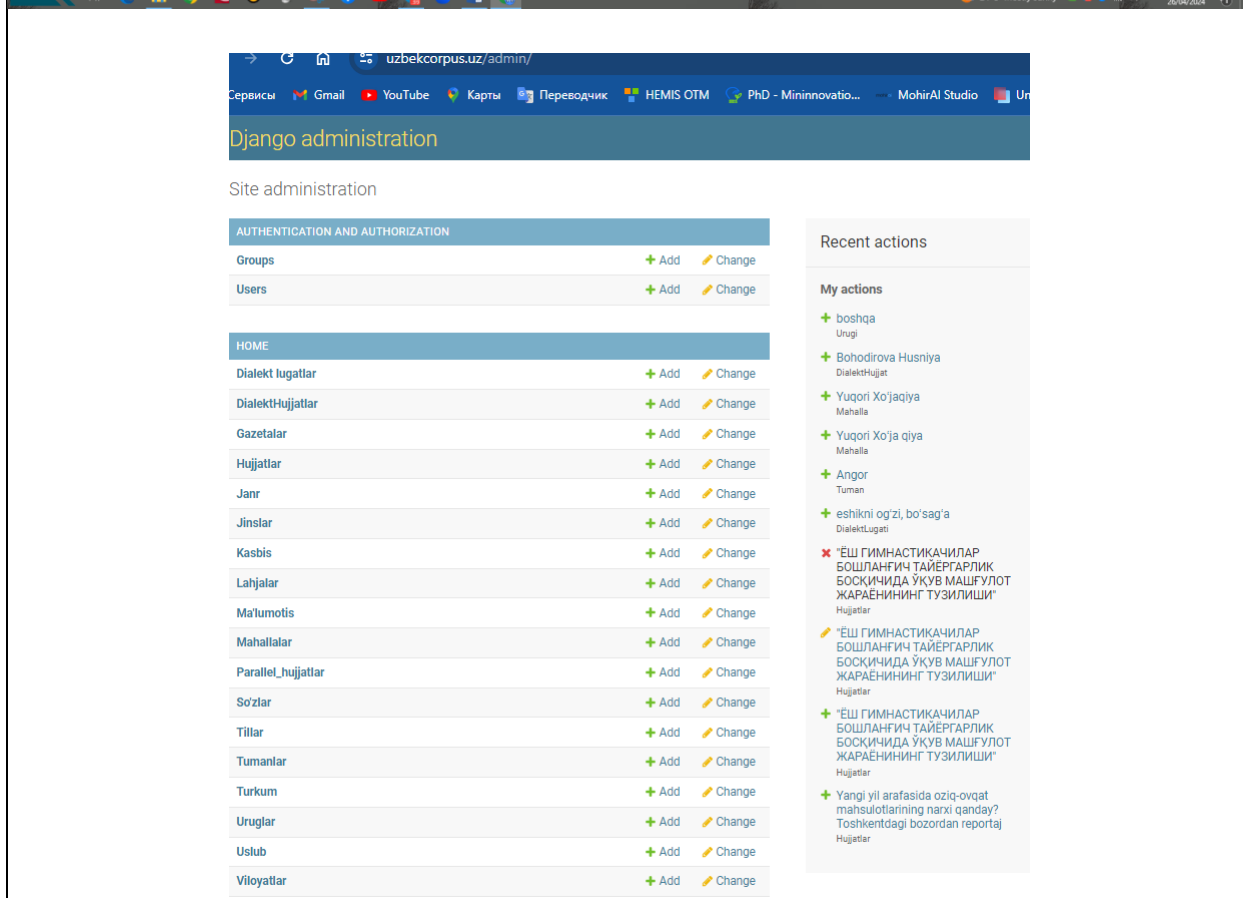 26/04/2024
uzbekcorpus.uz/admin/
Сервисы Gmail YouTube Карты Переводчик HEMIS OTM PhD - Mininnovatio... MohirAI Studio Un
Django administration
Site administration
AUTHENTICATION AND AUTHORIZATION
Groups + Add Change
Users + Add Change
HOME
Dialekt lugatlar + Add Change
DialektHujjatlar + Add Change
Gazetalar + Add Change
Hujjatlar + Add Change
Janr + Add Change
Jinslar + Add Change
Kasbis + Add Change
Lahjalar + Add Change
Ma'lumotis + Add Change
Mahallalar + Add Change
Parallel_hujjatlar + Add Change
So'zlar + Add Change
Tillar + Add Change
Tumanlar + Add Change
Turkum + Add Change
Uruglar + Add Change
Uslub + Add Change
Viloyatlar + Add Change
Recent actions
My actions
+ boshqa
Urugi
+ Bohodirova Husniya
DialektHujjat
+ Yuqori Xo'jaqiya
Mahalla
+ Yuqori Xo'ja qiya
Mahalla
+ Angor
Tuman
+ eshikni og'zi, bo'sag'a
DialektLugati
"ЁШ ГИМНАСТИКАЧИЛАР
БОШЛАНҒИЧ ТАЙЁРГАРЛИК
БОСҚИЧИДА ЎҚУВ МАШҒУЛОТ
ЖАРАЁНИНИНГ ТУЗИЛИШИ"
Hujjatlar
"ЁШ ГИМНАСТИКАЧИЛАР
БОШЛАНҒИЧ ТАЙЁРГАРЛИК
БОСҚИЧИДА ЎҚУВ МАШҒУЛОТ
ЖАРАЁНИНИНГ ТУЗИЛИШИ"
Hujjatlar
+ "ЁШ ГИМНАСТИКАЧИЛАР
БОШЛАНҒИЧ ТАЙЁРГАРЛИК
БОСҚИЧИДА ЎҚУВ МАШҒУЛОТ
ЖАРАЁНИНИНГ ТУЗИЛИШИ"
Hujjatlar
+ Yangi yil arafasida oziq-ovqat
mahsulotlarining narxi qanday?
Toshkentdagi bozordan reportaj
Hujjatlar